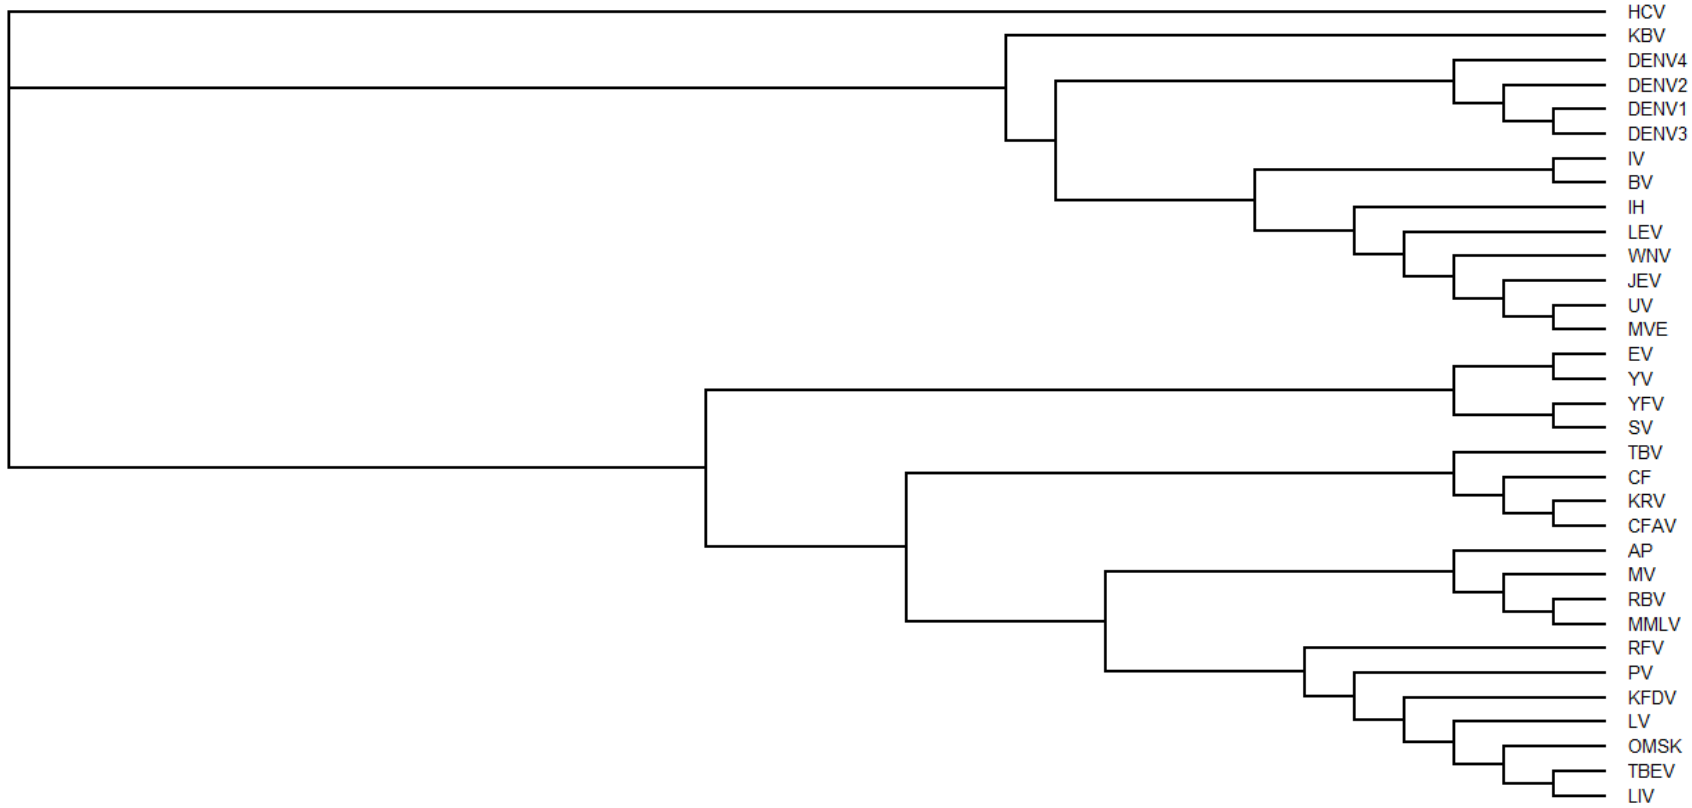 HCV
KBV
DENV4
DENV2
DENV1
DENV3
IV
BV
IH
LEV
WNV
JEV
UV
MVE
EV
YV
YFV
SV
TBV
CF
KRV
CFAV
AP
MV
RBV
MMLV
RFV
PV
KFDV
LV
OMSK
TBEV
LIV